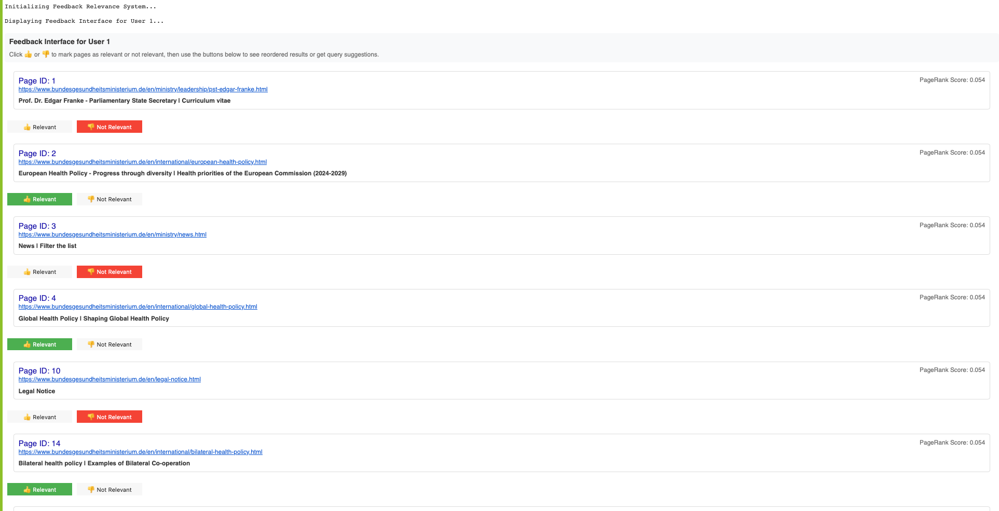 Initializing Feedback Relevance System...
Displaying Feedback Interface for User 1...
Feedback Interface for User 1
Click 👍 or 👎 to mark pages as relevant or not relevant, then use the buttons below to see reordered results or get query suggestions.
Page ID: 1
PageRank Score: 0.054
https://www.bundesgesundheitsministerium.de/en/ministry/leadership/pst-edgar-franke.html
Prof. Dr. Edgar Franke - Parliamentary State Secretary | Curriculum vitae
👍 Relevant 👎 Not Relevant
Page ID: 2
PageRank Score: 0.054
https://www.bundesgesundheitsministerium.de/en/international/european-health-policy.html
European Health Policy - Progress through diversity | Health priorities of the European Commission (2024-2029)
👍 Relevant 👎 Not Relevant
Page ID: 3
PageRank Score: 0.054
https://www.bundesgesundheitsministerium.de/en/ministry/news.html
News | Filter the list
👍 Relevant 👎 Not Relevant
Page ID: 4
PageRank Score: 0.054
https://www.bundesgesundheitsministerium.de/en/international/global-health-policy.html
Global Health Policy | Shaping Global Health Policy
👍 Relevant 👎 Not Relevant
Page ID: 10
PageRank Score: 0.054
https://www.bundesgesundheitsministerium.de/en/legal-notice.html
Legal Notice
👍 Relevant 👎 Not Relevant
Page ID: 14
PageRank Score: 0.054
https://www.bundesgesundheitsministerium.de/en/international/bilateral-health-policy.html
Bilateral health policy | Examples of Bilateral Co-operation
👍 Relevant 👎 Not Relevant